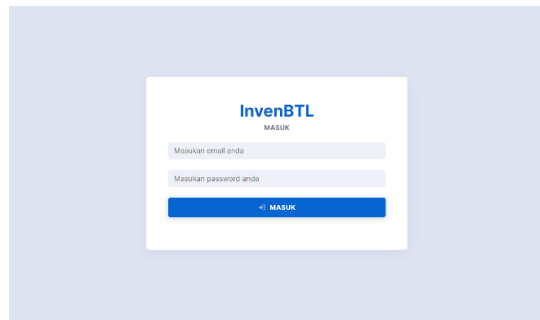 InvenBTL
MASUK
Masukan email anda
Masukan password anda
MASUK